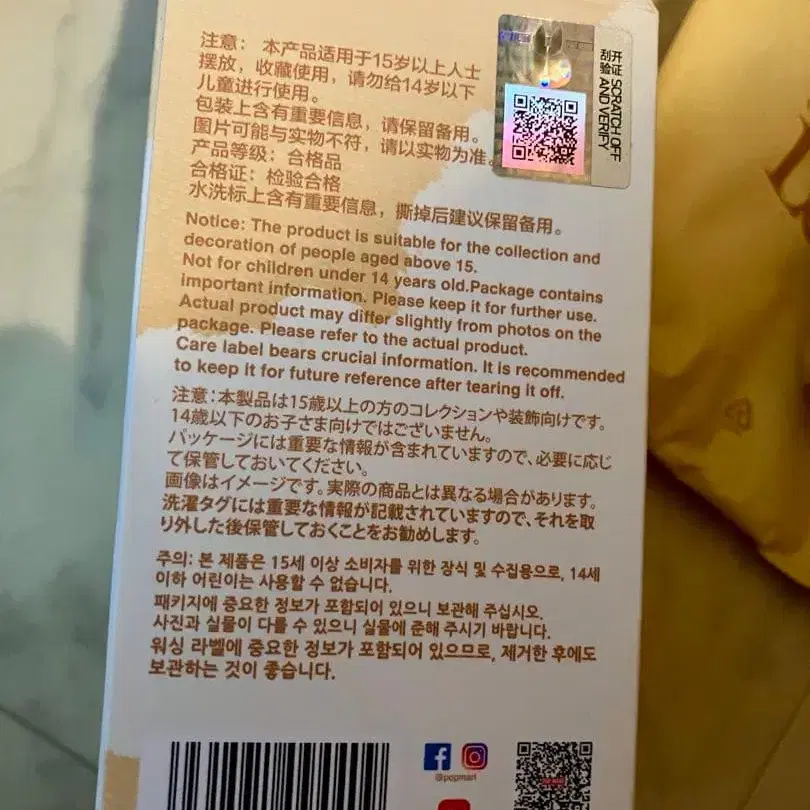 注意： 本产品适用于15岁以上人士
摆放，收藏使用，请勿给14岁以下
儿童进行使用。
包装上含有重要信息，请保留备用。
图片可能与实物不符，请以实物为准。
产品等级：合格品
合格证：检验合格
水洗标上含有重要信息，撕掉后建议保留备用。
刮开验证
SCRATCH OFF
AND VERIFY
Notice: The product is suitable for the collection and
decoration of people aged above 15.
Not for children under 14 years old.Package contains
important information. Please keep it for further use.
Actual product may differ slightly from photos on the
package. Please refer to the actual product.
Care label bears crucial information. It is recommended
to keep it for future reference after tearing it off.
注意：本製品は15歳以上の方のコレクションや装飾向けです。
14歳以下のお子さま向けではございません。
パッケージには重要な情報が含まれていますので、必要に応じ
て保管しておいてください。
画像はイメージです。実際の商品とは異なる場合があります。
洗濯タグには重要な情報が記載されていますので、それを取
り外した後保管しておくことをお勧めします。
주의: 본 제품은 15세 이상 소비자를 위한 장식 및 수집용으로, 14세
이하 어린이는 사용할 수 없습니다.
패키지에 중요한 정보가 포함되어 있으니 보관해 주십시오.
사진과 실물이 다를 수 있으니 실물에 준해 주시기 바랍니다.
워싱 라벨에 중요한 정보가 포함되어 있으므로, 제거한 후에도
보관하는 것이 좋습니다.
@popmart